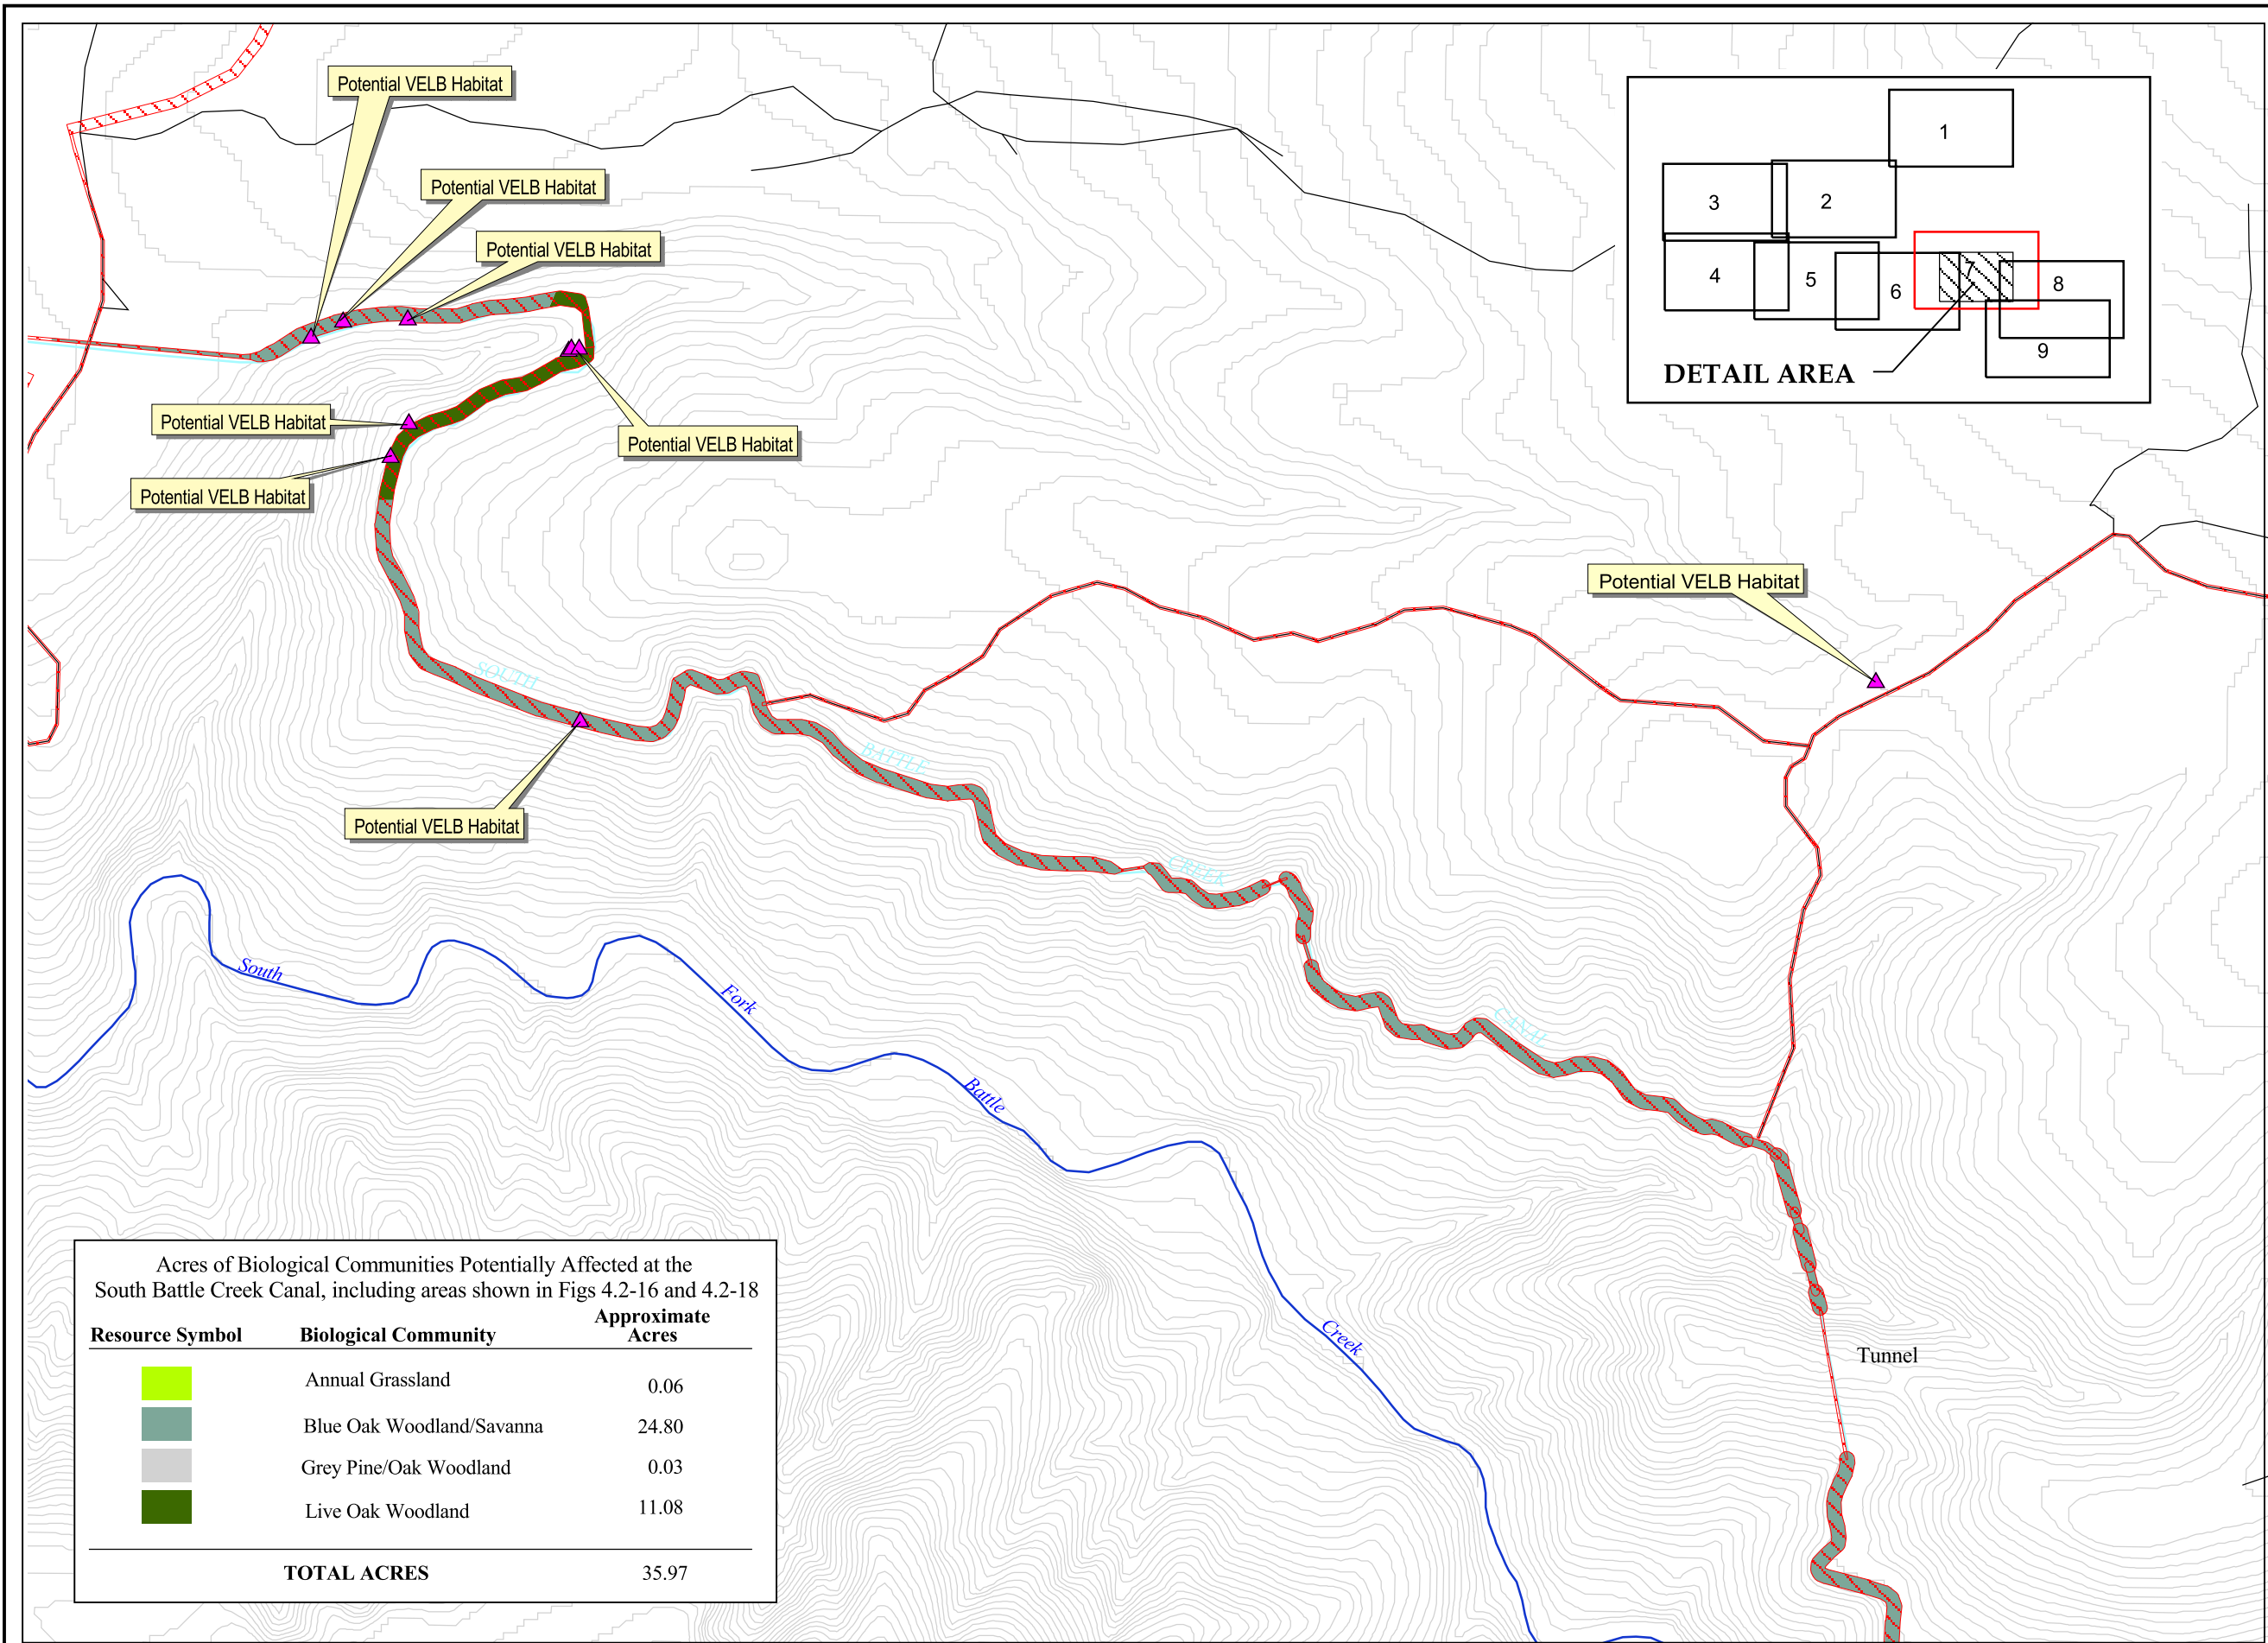 Potential VELB Habitat
1
Potential VELB Habitat
3
2
Potential VELB Habitat
4
5
6
7
8
9
DETAIL AREA
Potential VELB Habitat
Potential VELB Habitat
Potential VELB Habitat
Potential VELB Habitat
SOUTH
BATTLE
Potential VELB Habitat
CREEK
South
Fork
CANAL
Battle
Creek
Tunnel
Acres of Biological Communities Potentially Affected at the
South Battle Creek Canal, including areas shown in Figs 4.2-16 and 4.2-18
Resource Symbol Biological Community Approximate Acres
Annual Grassland 0.06
Blue Oak Woodland/Savanna 24.80
Grey Pine/Oak Woodland 0.03
Live Oak Woodland 11.08
TOTAL ACRES 35.97